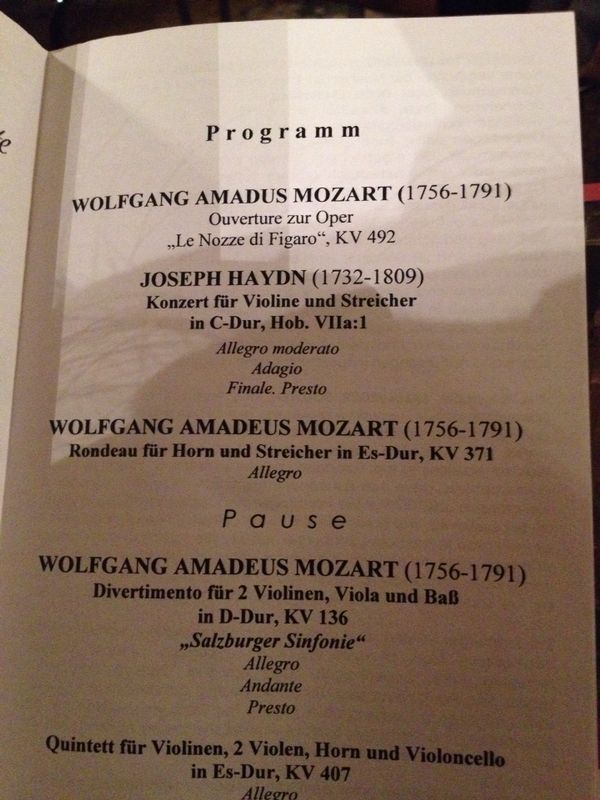 Programm
WOLFGANG AMADUS MOZART (1756-1791)
Ouverture zur Oper
„Le Nozze di Figaro“, KV 492
JOSEPH HAYDN (1732-1809)
Konzert für Violine und Streicher
in C-Dur, Hob. VIIa:1
Allegro moderato
Adagio
Finale. Presto
WOLFGANG AMADEUS MOZART (1756-1791)
Rondeau für Horn und Streicher in Es-Dur, KV 371
Allegro
Pause
WOLFGANG AMADEUS MOZART (1756-1791)
Divertimento für 2 Violinen, Viola und Baß
in D-Dur, KV 136
„Salzburger Sinfonie“
Allegro
Andante
Presto
Quintett für Violinen, 2 Violen, Horn und Violoncello
in Es-Dur, KV 407
Allegro